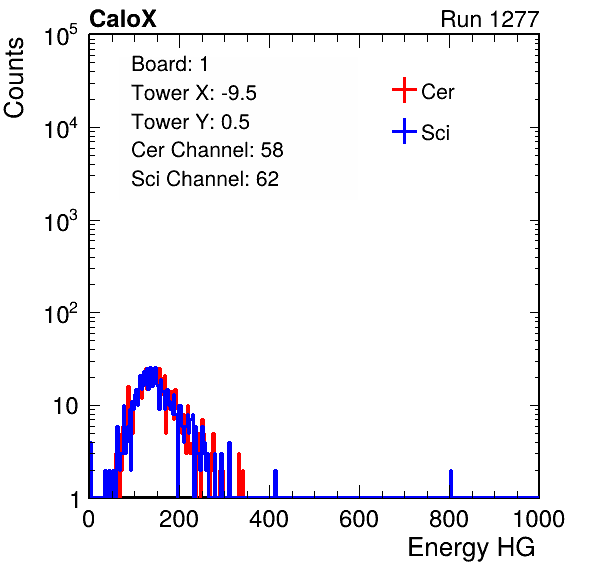 CaloX Run 1277
Counts
10^5
10^4
10^3
10^2
10
1
Board: 1
Tower X: -9.5
Tower Y: 0.5
Cer Channel: 58
Sci Channel: 62
Cer
Sci
0 200 400 600 800 1000
Energy HG